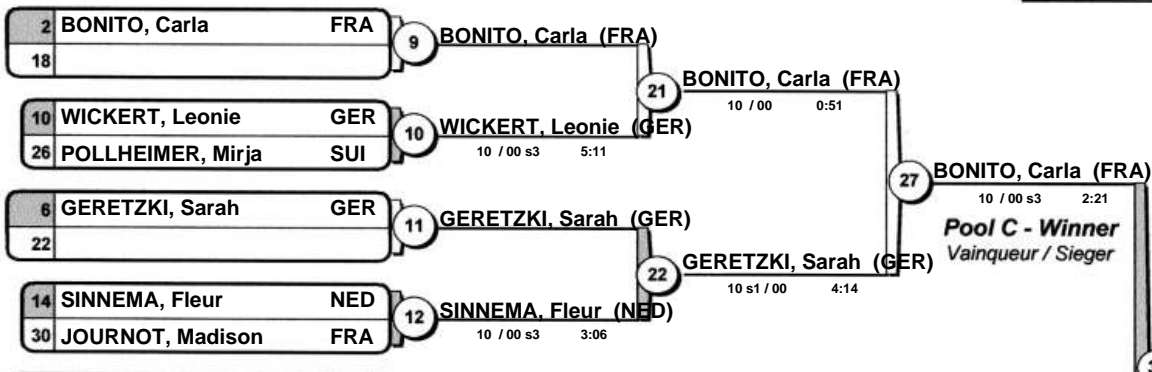 2 BONITO, Carla FRA
18
9
BONITO, Carla (FRA)
10 WICKERT, Leonie GER
26 POLLHEIMER, Mirja SUI
10
WICKERT, Leonie (GER)
10 / 00 s3 5:11
21
BONITO, Carla (FRA)
10 / 00 0:51
6 GERETZKI, Sarah GER
22
11
GERETZKI, Sarah (GER)
14 SINNEMA, Fleur NED
30 JOURNOT, Madison FRA
12
SINNEMA, Fleur (NED)
10 / 00 s3 3:06
22
GERETZKI, Sarah (GER)
10 s1 / 00 4:14
27
BONITO, Carla (FRA)
10 / 00 s3 2:21
Pool C - Winner
Vainqueur / Sieger